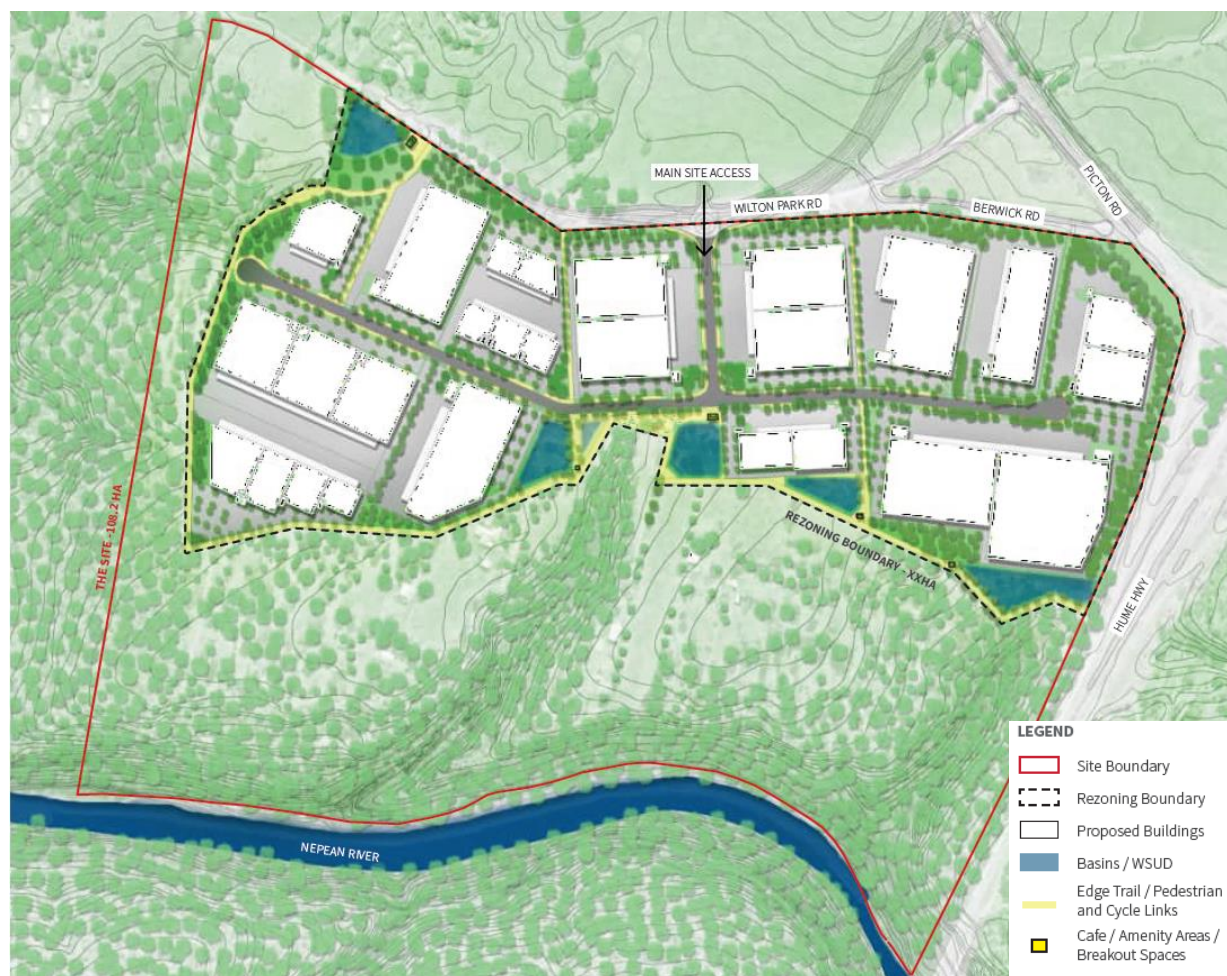 MAIN SITE ACCESS
WILTON PARK RD
BERWICK RD
PICTON RD
THE SITE - 108.2 HA
REZONING BOUNDARY - XXHA
HUME HWY
NEPEAN RIVER
LEGEND
Site Boundary
Rezoning Boundary
Proposed Buildings
Basins / WSUD
Edge Trail / Pedestrian
and Cycle Links
Cafe / Amenity Areas /
Breakout Spaces